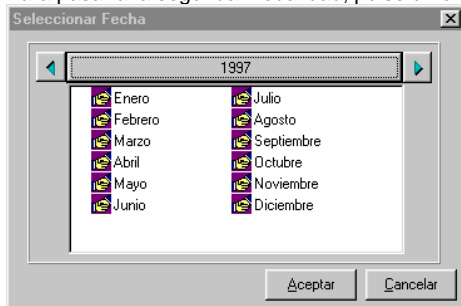 Seleccionar Fecha
1997
Enero
Febrero
Marzo
Abril
Mayo
Junio
Julio
Agosto
Septiembre
Octubre
Noviembre
Diciembre
Aceptar
Cancelar